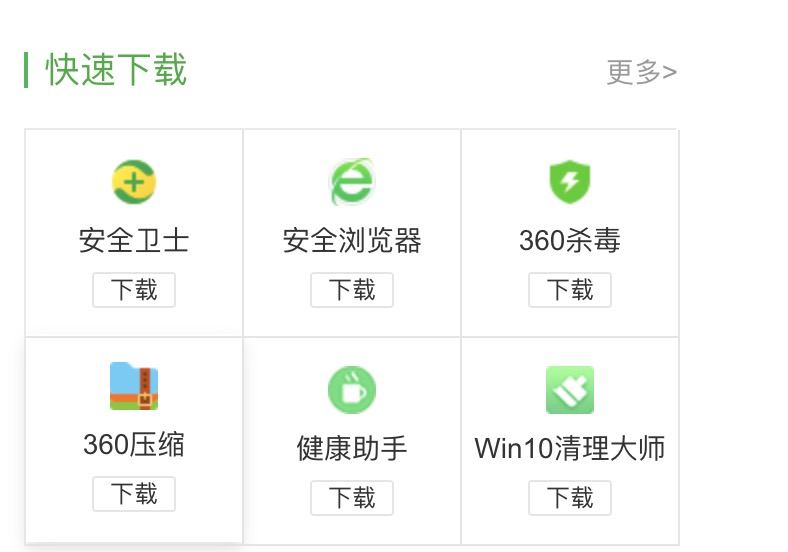 快速下载
更多>
安全卫士
安全浏览器
360杀毒
下载
下载
下载
360压缩
健康助手
Win10清理大师
下载
下载
下载